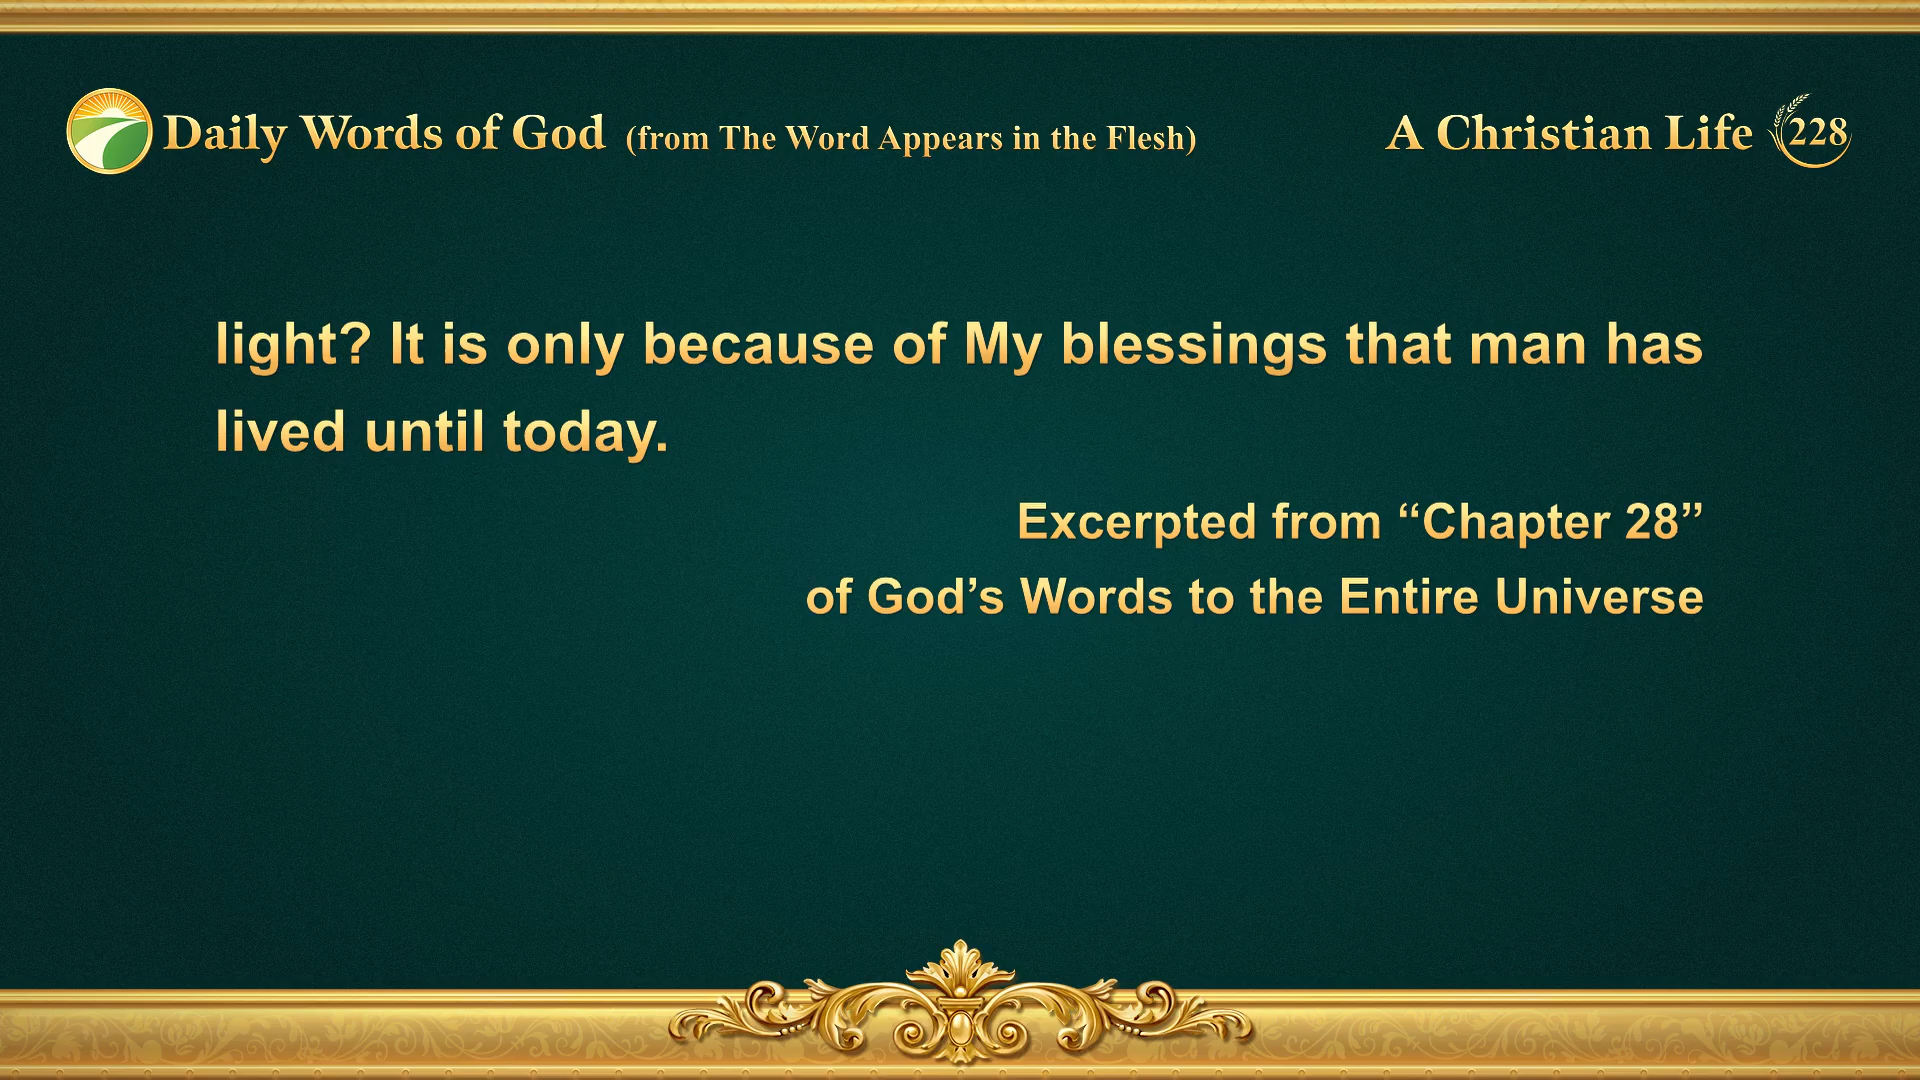 Daily Words of God (from The Word Appears in the Flesh)
A Christian Life 228
light? It is only because of My blessings that man has
lived until today.
Excerpted from “Chapter 28”
of God’s Words to the Entire Universe